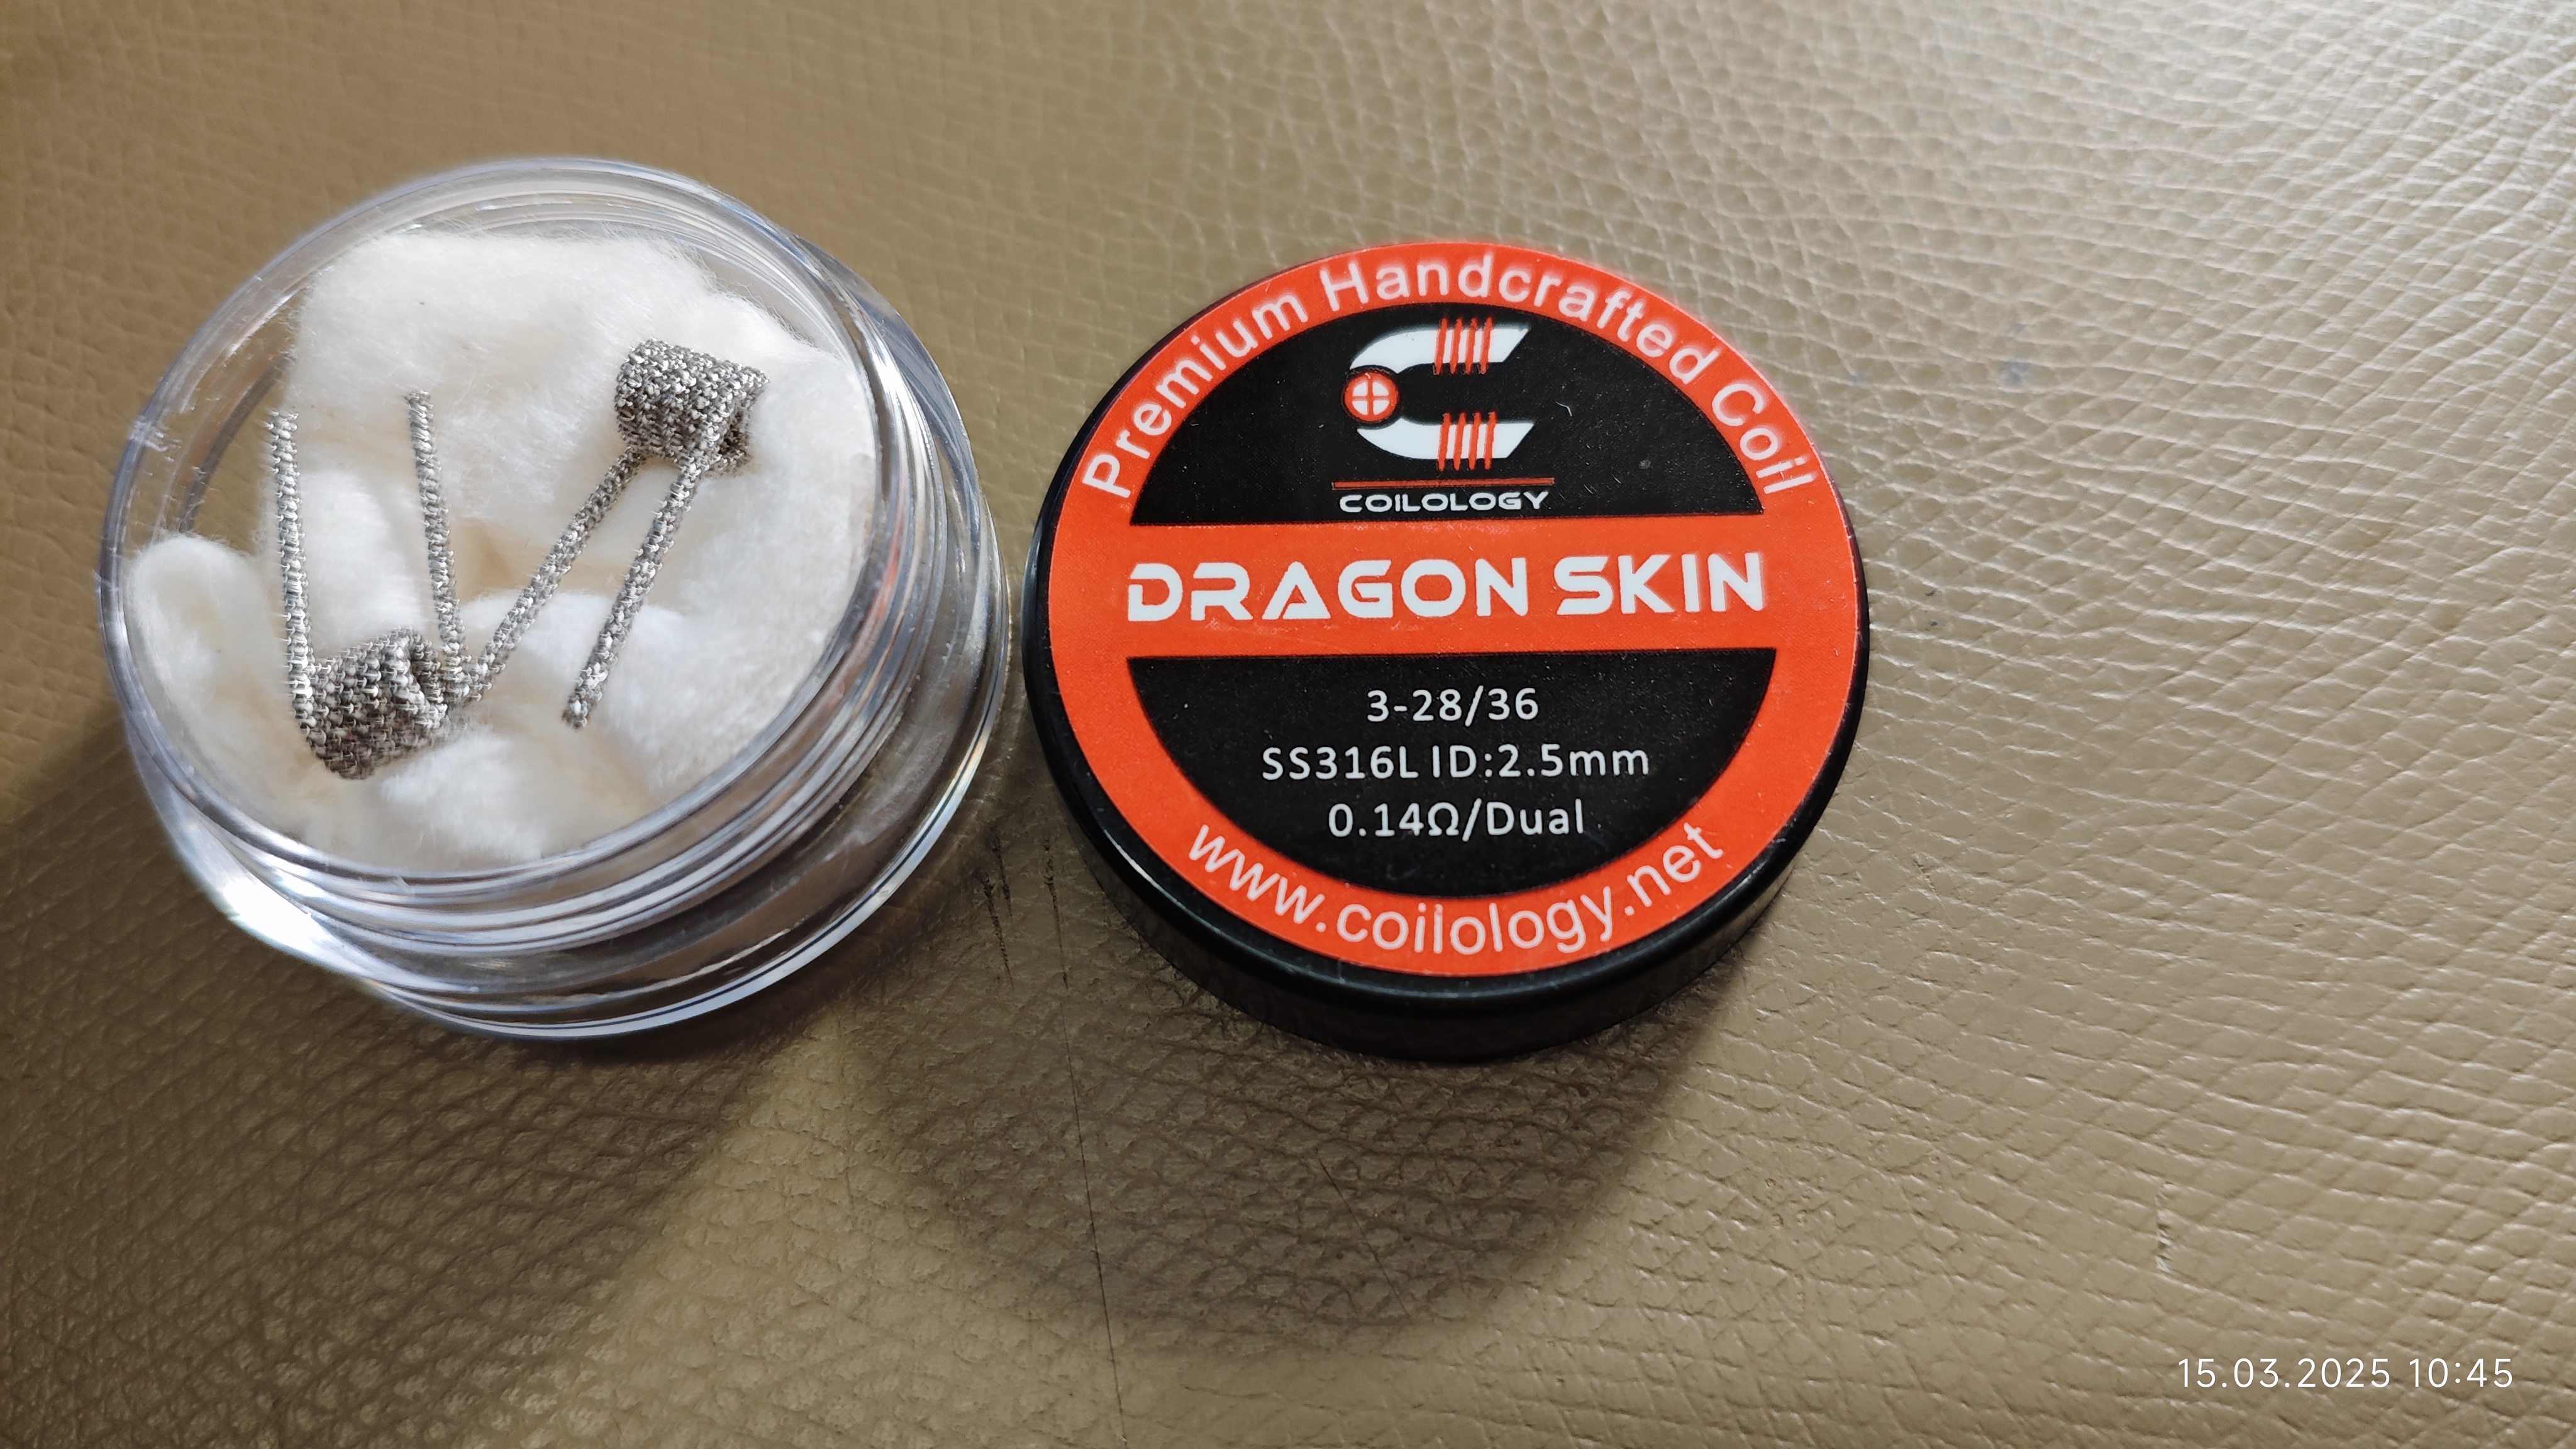 Premium Handcrafted Coil
COILOLOGY
DRAGON SKIN
3-28/36
SS316L ID:2.5mm
0.14Ω/Dual
www.coilology.net
15.03.2025 10:45